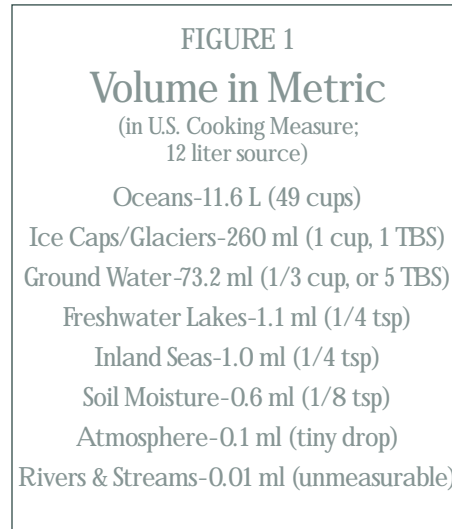 FIGURE 1
Volume in Metric
(in U.S. Cooking Measure;
12 liter source)
Oceans-11.6 L (49 cups)
Ice Caps/Glaciers-260 ml (1 cup, 1 TBS)
Ground Water-73.2 ml (1/3 cup, or 5 TBS)
Freshwater Lakes-1.1 ml (1/4 tsp)
Inland Seas-1.0 ml (1/4 tsp)
Soil Moisture-0.6 ml (1/8 tsp)
Atmosphere-0.1 ml (tiny drop)
Rivers & Streams-0.01 ml (unmeasurable)